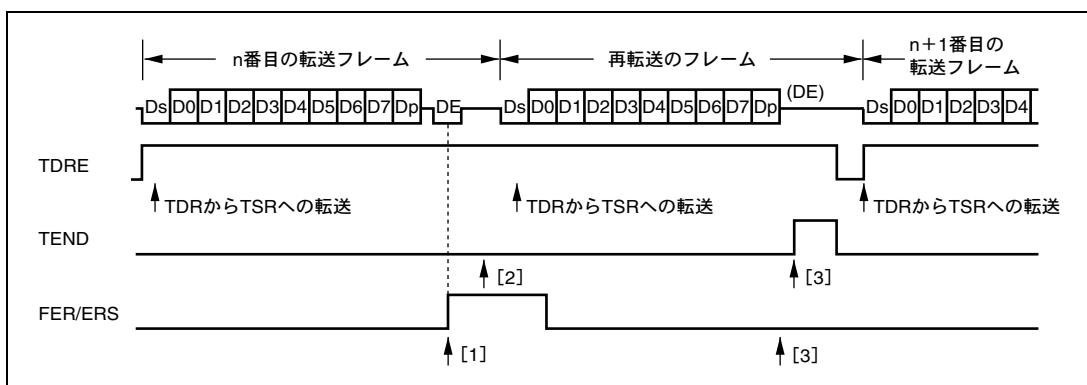 n番目の転送フレーム
再転送のフレーム
n＋1番目の
転送フレーム
Ds D0 D1 D2 D3 D4 D5 D6 D7 Dp DE Ds D0 D1 D2 D3 D4 D5 D6 D7 Dp (DE) Ds D0 D1 D2 D3 D4
TDRE
TDRからTSRへの転送 TDRからTSRへの転送 TDRからTSRへの転送
TEND
[2] [3]
FER/ERS
[1] [3]